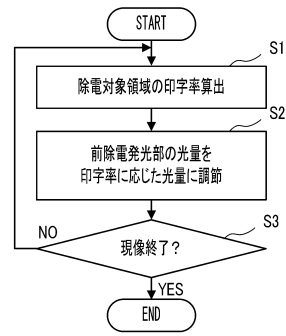 START
S1
除電対象領域の印字率算出
S2
前除電発光部の光量を
印字率に応じた光量に調節
S3
NO
現像終了?
YES
END